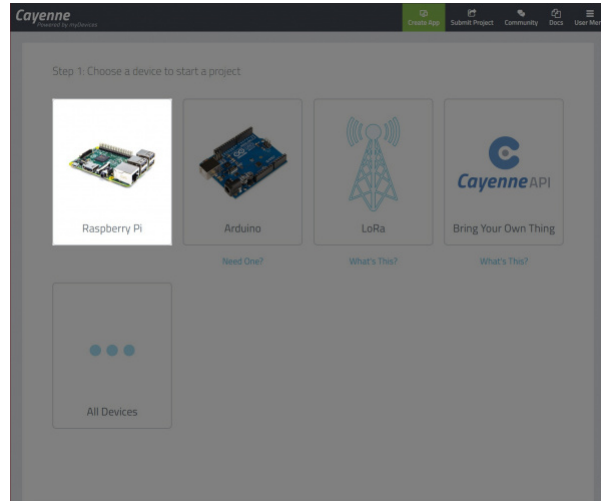 Cayenne
Powered by myDevices
Create App
Submit Project
Community
Docs
User Men
Step 1: Choose a device to start a project
Raspberry Pi
Arduino
LoRa
Cayenne API
Bring Your Own Thing
Need One?
What's This?
What's This?
All Devices